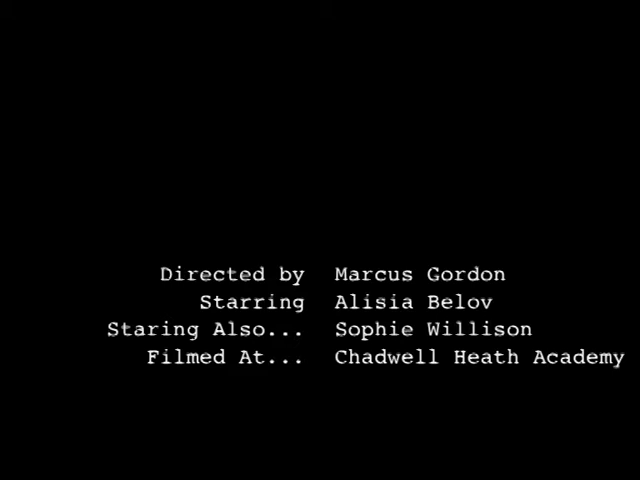 Directed by Marcus Gordon
Starring Alisia Belov
Staring Also... Sophie Willison
Filmed At... Chadwell Heath Academy